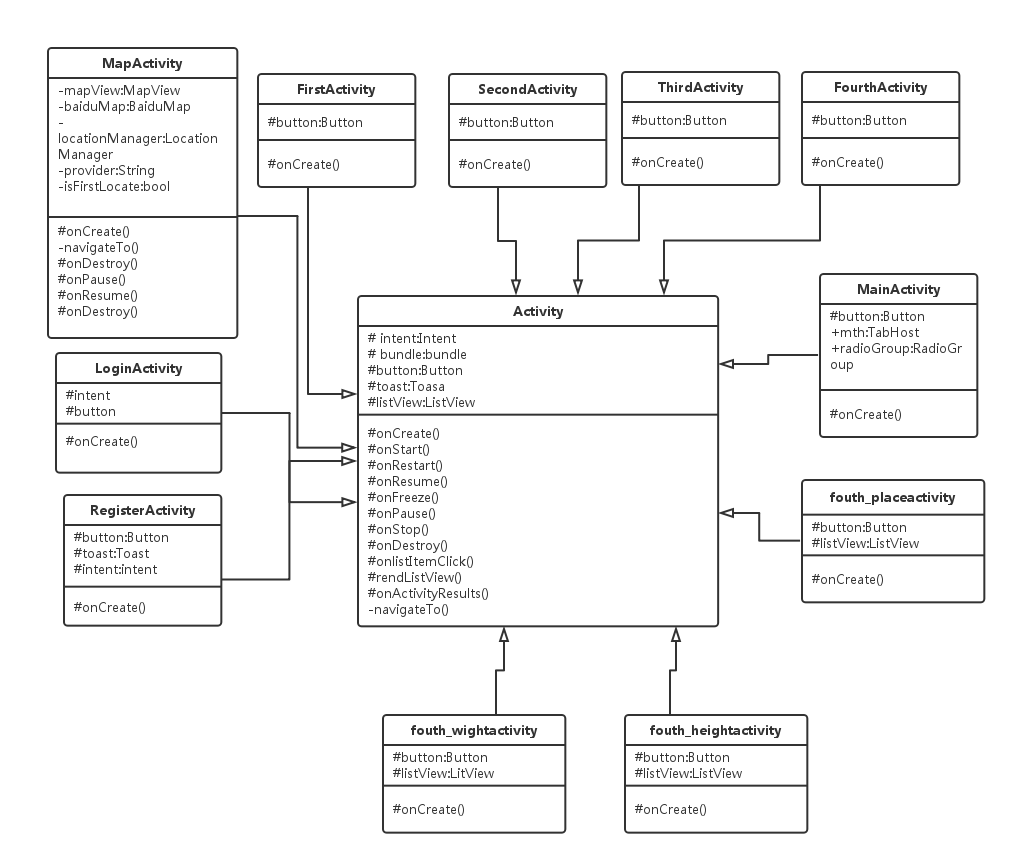 MapActivity
-mapView:MapView
-baiduMap:BaiduMap
-
locationManager:Location
Manager
-provider:String
-isFirstLocate:bool
#onCreate()
-navigateTo()
#onDestroy()
#onPause()
#onResume()
#onDestroy()
FirstActivity
#button:Button
#onCreate()
SecondActivity
#button:Button
#onCreate()
ThirdActivity
#button:Button
#onCreate()
FourthActivity
#button:Button
#onCreate()
Activity
# intent:Intent
# bundle:bundle
#button:Button
#toast:Toasa
#listView:ListView
#onCreate()
#onStart()
#onRestart()
#onResume()
#onFreeze()
#onPause()
#onStop()
#onDestroy()
#onlistItemClick()
#rendListView()
#onActivityResults()
-navigateTo()
MainActivity
#button:Button
+mth:TabHost
+radioGroup:RadioGr
oup
#onCreate()
LoginActivity
#intent
#button
#onCreate()
RegisterActivity
#button:Button
#toast:Toast
#intent:intent
#onCreate()
fouth_placeactivity
#button:Button
#listView:ListView
#onCreate()
fouth_wightactivity
#button:Button
#listView:LitView
#onCreate()
fouth_heightactivity
#button:Button
#listView:ListView
#onCreate()